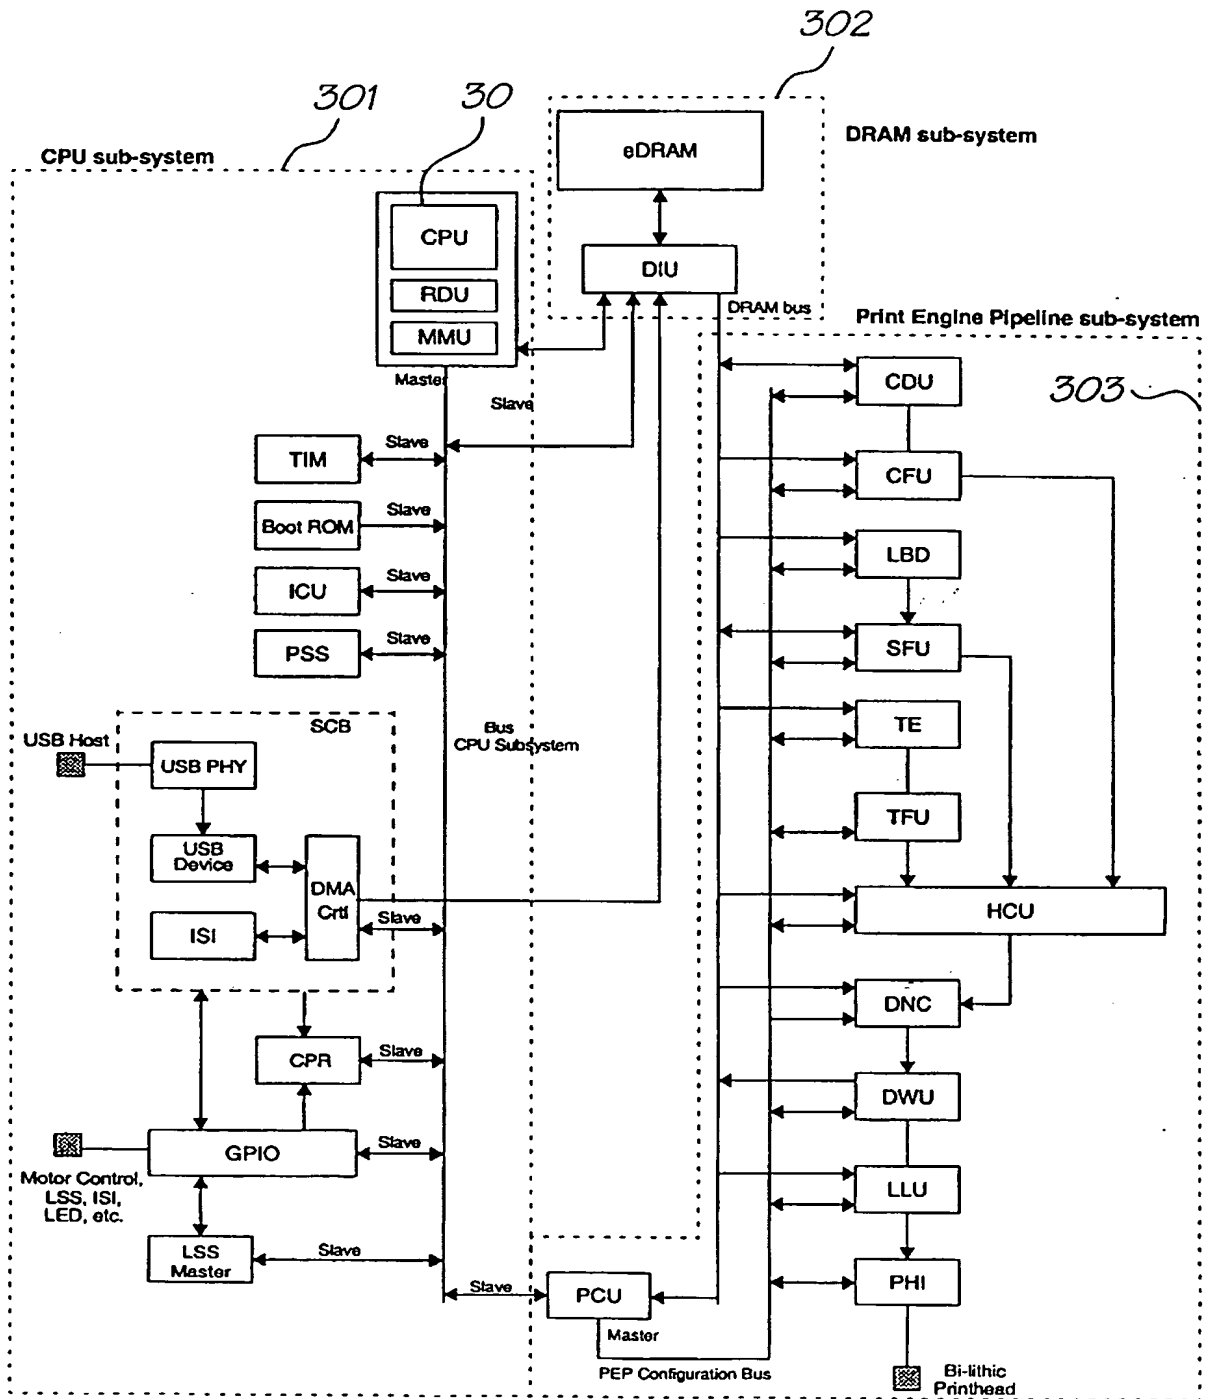 302
301
30
CPU sub-system
DRAM sub-system
eDRAM
CPU
RDU
MMU
DIU
DRAM bus
Print Engine Pipeline sub-system
303
Master
Slave
TIM
Slave
Boot ROM
Slave
ICU
Slave
PSS
Slave
CDU
CFU
LBD
SFU
TE
TFU
HCU
DNC
DWU
LLU
PHI
SCB
Bus
CPU Subsystem
USB Host
USB PHY
USB
Device
DMA
Crtl
ISI
Slave
CPR
Slave
GPIO
Slave
Motor Control,
LSS, ISI,
LED, etc.
LSS
Master
Slave
Slave
PCU
Master
PEP Configuration Bus
Bi-lithic
Printhead